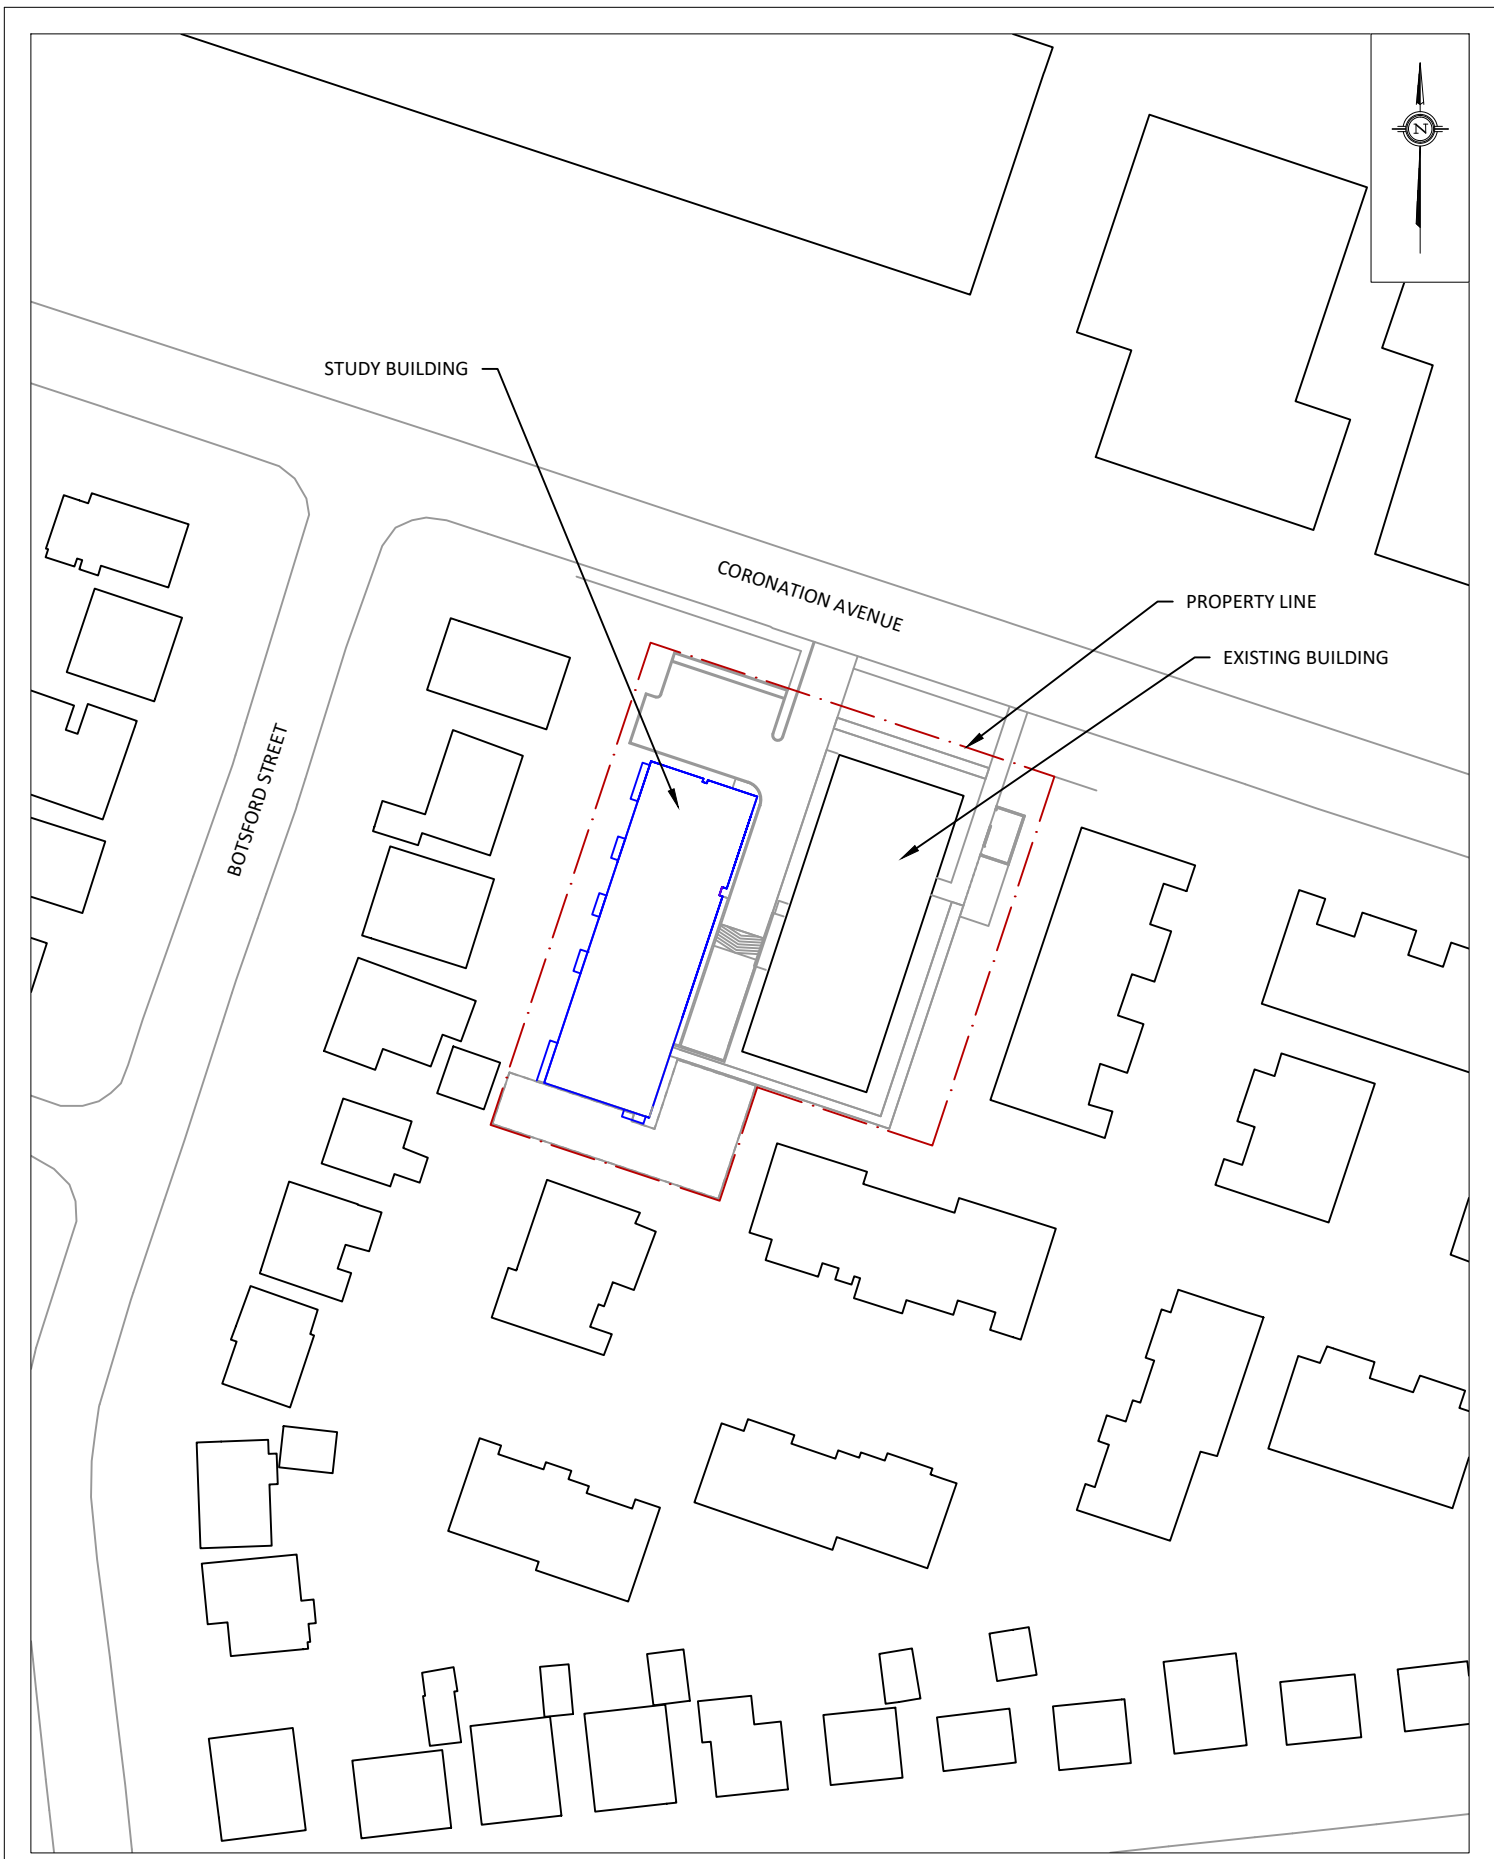 N
STUDY BUILDING
CORONATION AVENUE
PROPERTY LINE
EXISTING BUILDING
BOTSFORD STREET